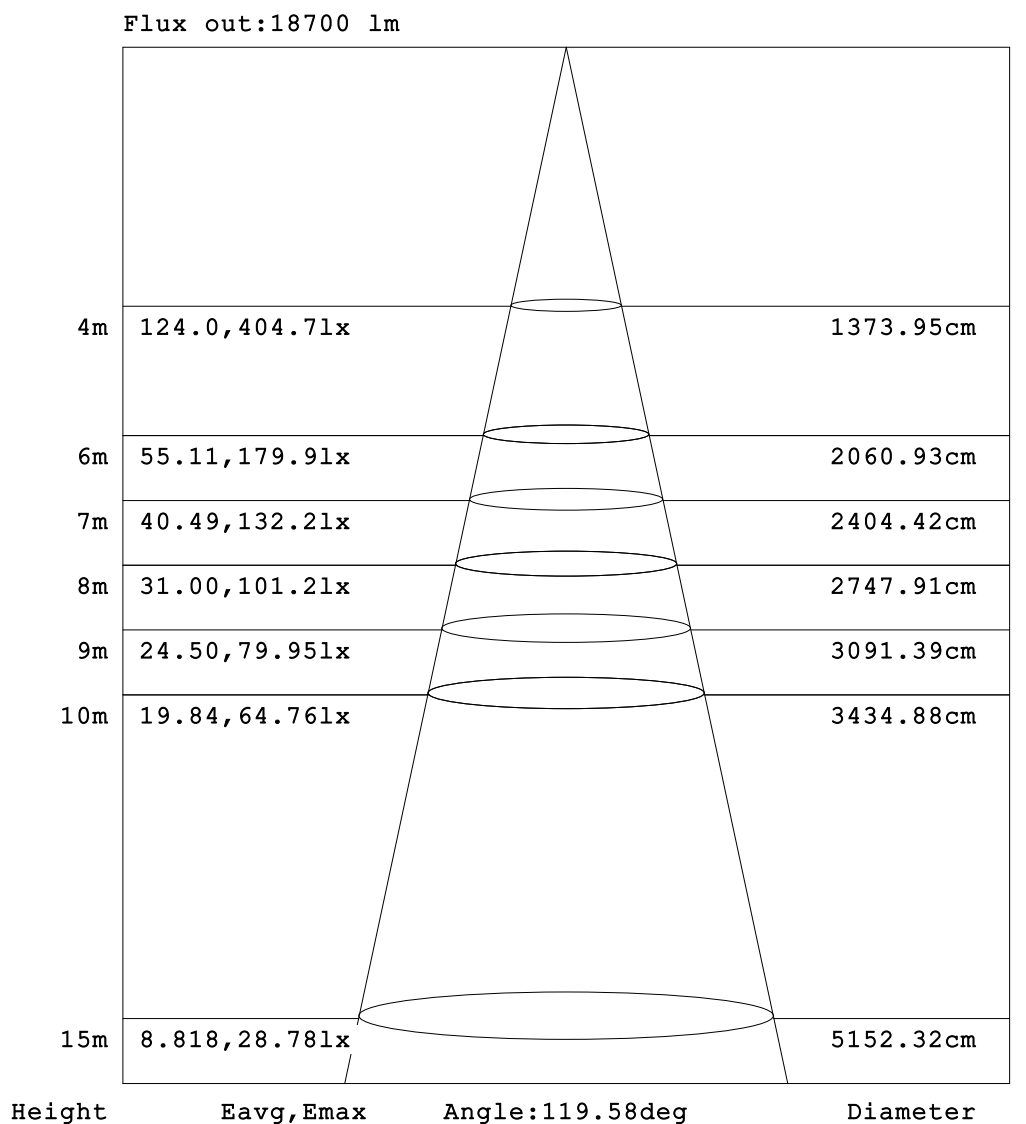 Flux out:18700 lm
4m 124.0,404.7lx 1373.95cm
6m 55.11,179.9lx 2060.93cm
7m 40.49,132.2lx 2404.42cm
8m 31.00,101.2lx 2747.91cm
9m 24.50,79.95lx 3091.39cm
10m 19.84,64.76lx 3434.88cm
15m 8.818,28.78lx 5152.32cm
Height Eavg,Emax Angle:119.58deg Diameter